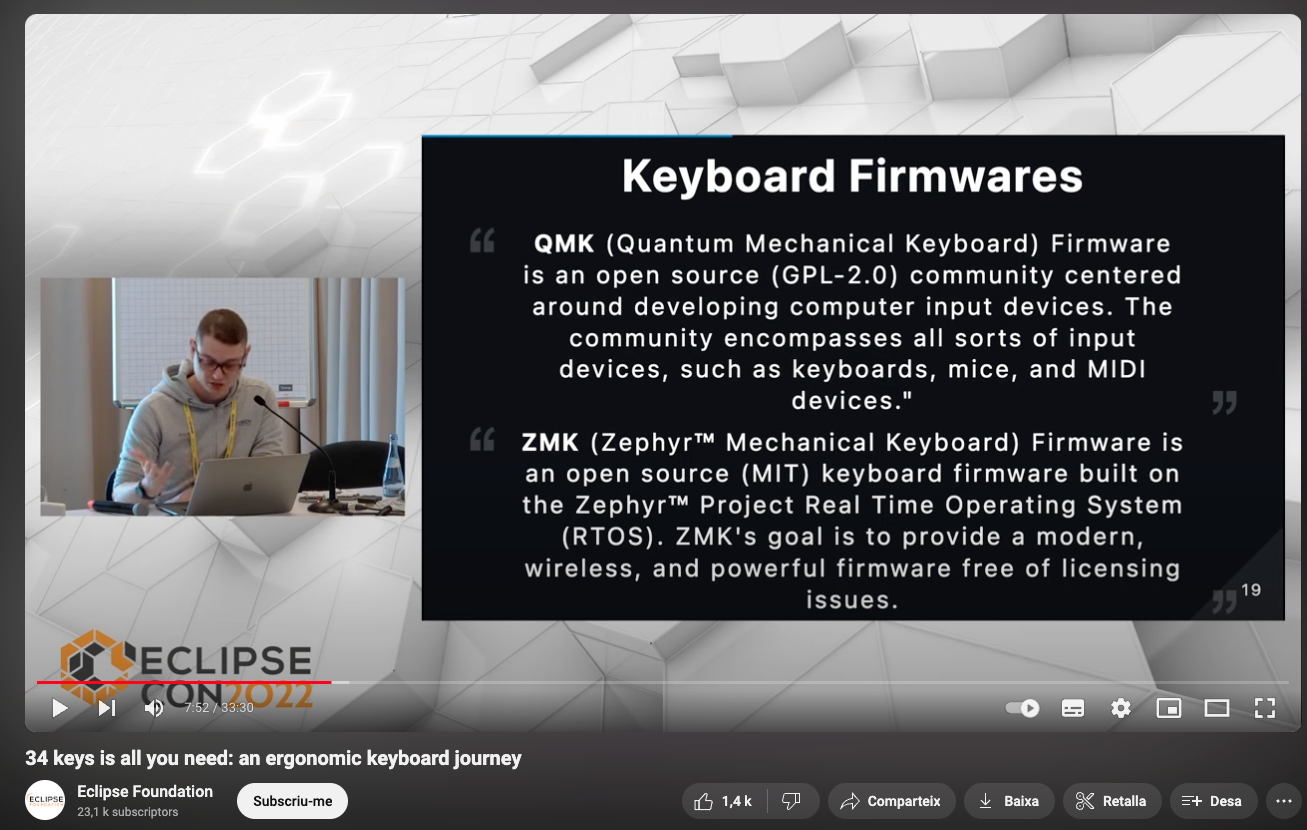 Keyboard Firmwares
“ QMK (Quantum Mechanical Keyboard) Firmware
is an open source (GPL-2.0) community centered
around developing computer input devices. The
community encompasses all sorts of input
devices, such as keyboards, mice, and MIDI
devices." ”
“ ZMK (Zephyr™ Mechanical Keyboard) Firmware is
an open source (MIT) keyboard firmware built on
the Zephyr™ Project Real Time Operating System
(RTOS). ZMK's goal is to provide a modern,
wireless, and powerful firmware free of licensing
issues. ”
19
ECLIPSE
CON2022
7:52 / 33:30
34 keys is all you need: an ergonomic keyboard journey
ECLIPSE
FOUNDATION
Eclipse Foundation
23,1 k subscriptors
Subscriu-me
1,4 k
Comparteix
Baixa
Retalla
Desa